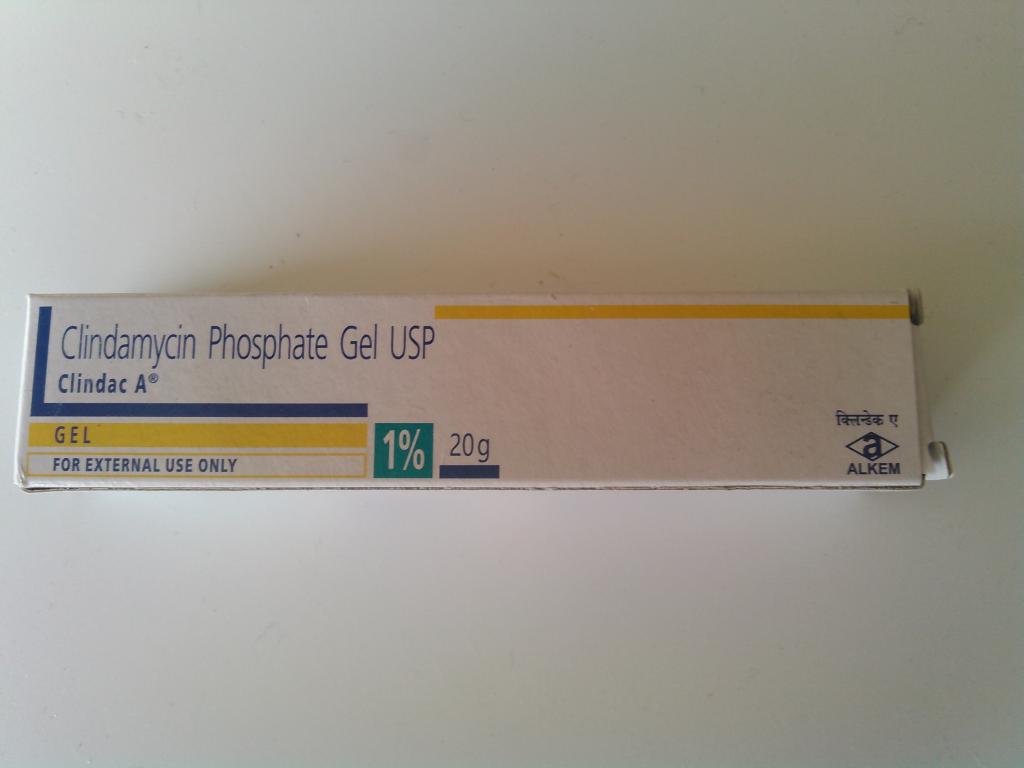 Clindamycin Phosphate Gel USP
Clindac A®
GEL
FOR EXTERNAL USE ONLY
1%
20g
क्लिन्डेक ए
a
ALKEM